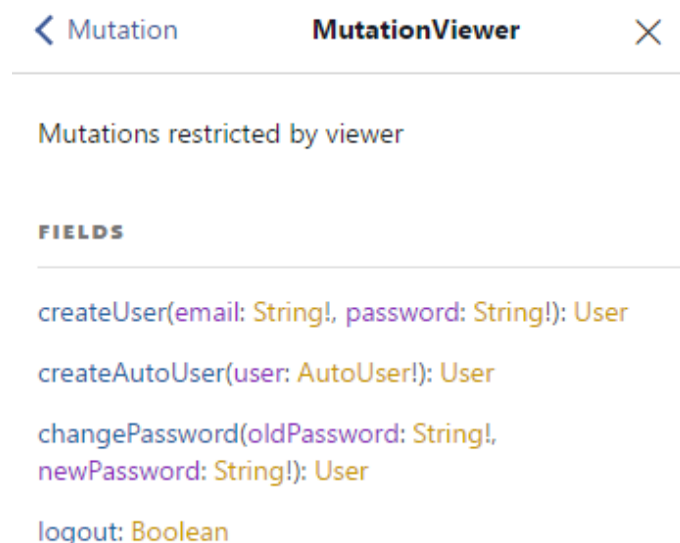 Mutation MutationViewer
Mutations restricted by viewer
FIELDS
createUser(email: String!, password: String!): User
createAutoUser(user: AutoUser!): User
changePassword(oldPassword: String!,
newPassword: String!): User
logout: Boolean